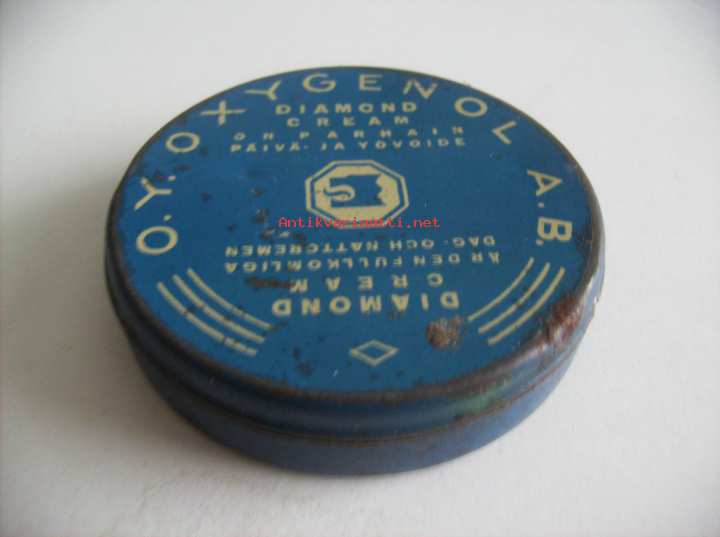 O.Y. OXYGENOL A.B.
DIAMOND
CREAM
ON PARHAIN
PÄIVÄ- JA YÖVOIDE
Antikvariaatti.net
DIAMOND
CREAM
ÄR DEN FULLKOMLIGA
DAG- OCH NATTCREMEN